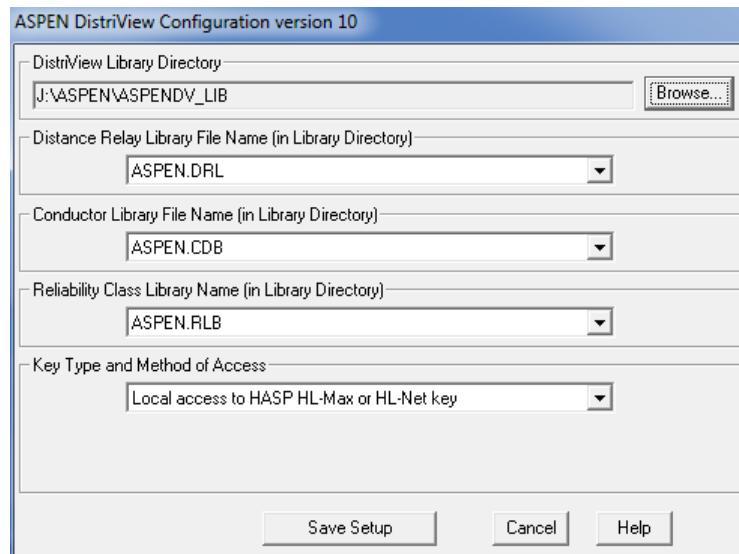 ASPEN DistriView Configuration version 10
DistriView Library Directory
J:\ASPEN\ASPENDV_LIB
Browse...
Distance Relay Library File Name (in Library Directory)
ASPEN.DRL
Conductor Library File Name (in Library Directory)
ASPEN.CDB
Reliability Class Library Name (in Library Directory)
ASPEN.RLB
Key Type and Method of Access
Local access to HASP HL-Max or HL-Net key
Save Setup Cancel Help